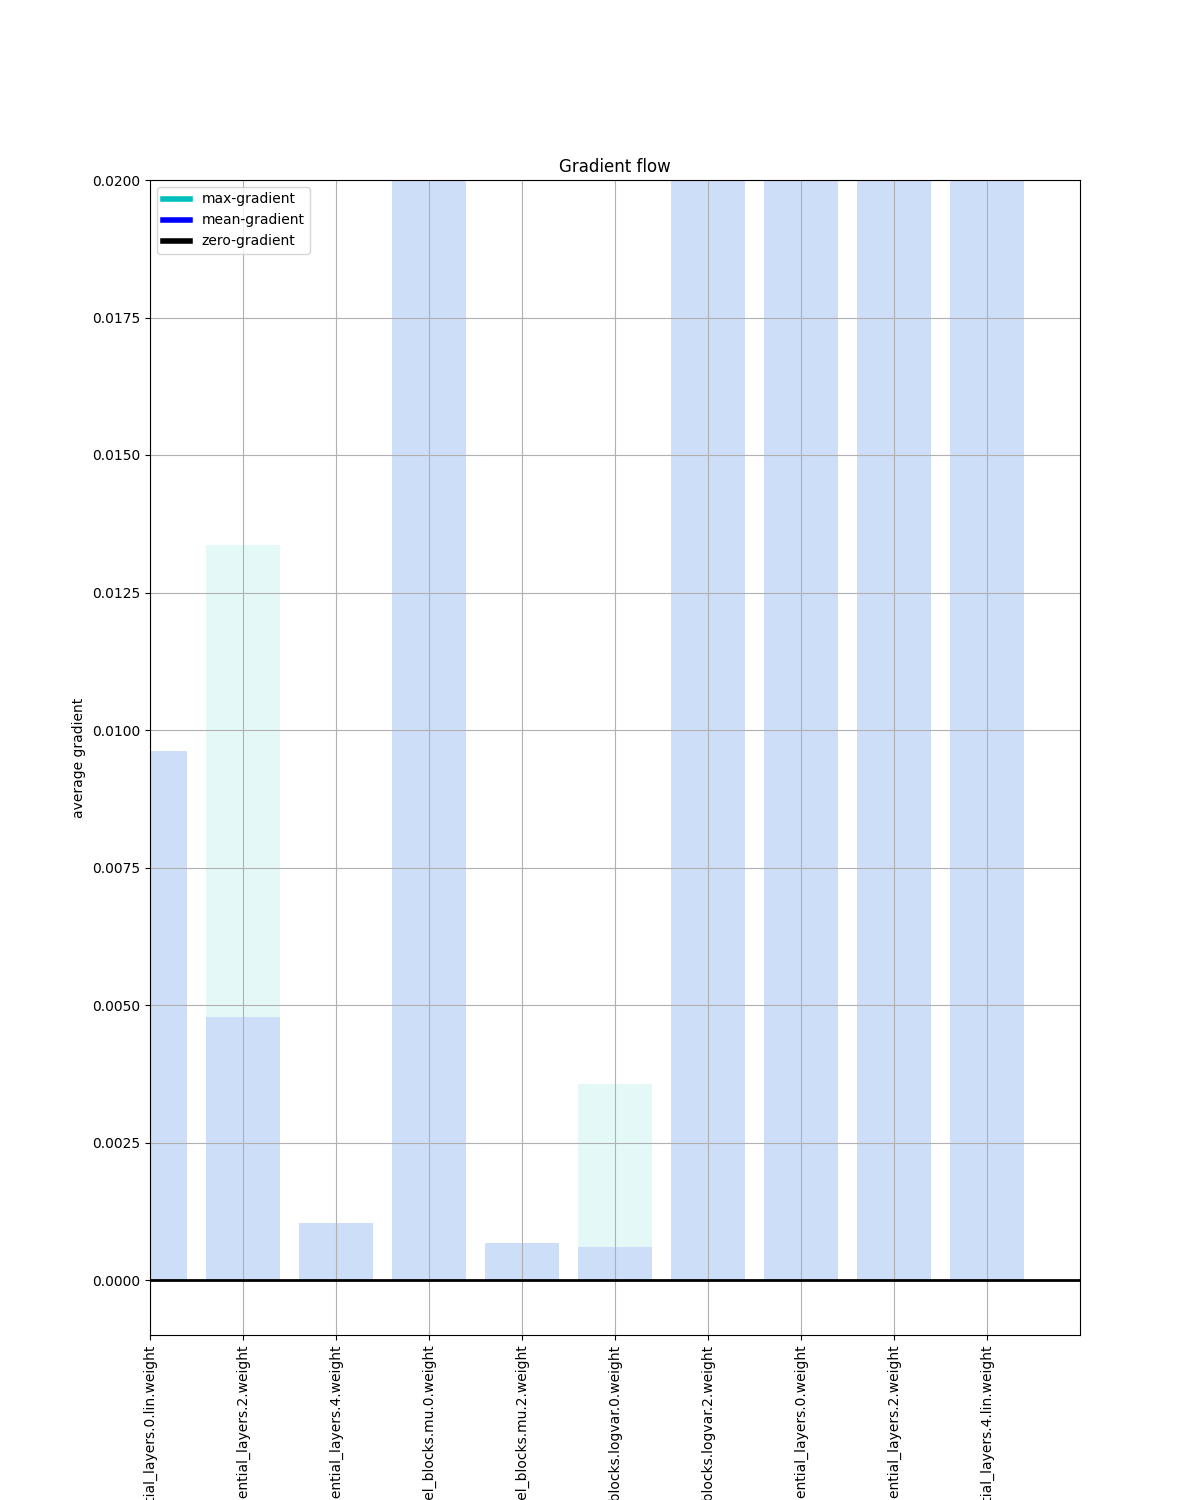 Gradient flow
max-gradient
mean-gradient
zero-gradient
0.0200
0.0175
0.0150
0.0125
0.0100
0.0075
0.0050
0.0025
0.0000
average gradient
tial_layers.0.lin.weight
ential_layers.2.weight
ential_layers.4.weight
el_blocks.mu.0.weight
el_blocks.mu.2.weight
blocks.logvar.0.weight
blocks.logvar.2.weight
ential_layers.0.weight
ential_layers.2.weight
tial_layers.4.lin.weight